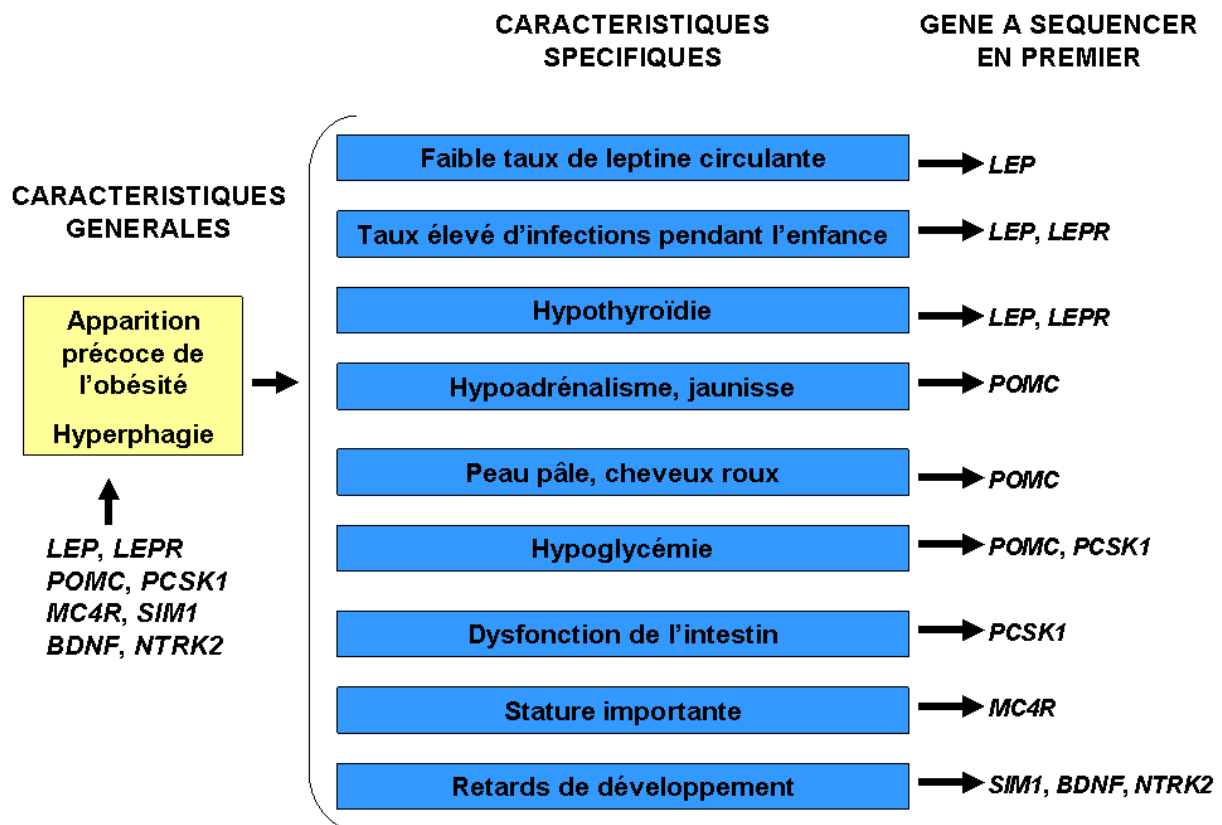 CARACTERISTIQUES
SPECIFIQUES
GENE A SEQUENCER
EN PREMIER
CARACTERISTIQUES
GENERALES
Apparition
précoce de
l'obésité
Hyperphagie
LEP, LEPR
POMC, PCSK1
MC4R, SIM1
BDNF, NTRK2
Faible taux de leptine circulante
LEP
Taux élevé d'infections pendant l'enfance
LEP, LEPR
Hypothyroïdie
LEP, LEPR
Hypoadrénalisme, jaunisse
POMC
Peau pâle, cheveux roux
POMC
Hypoglycémie
POMC, PCSK1
Dysfonction de l'intestin
PCSK1
Stature importante
MC4R
Retards de développement
SIM1, BDNF, NTRK2